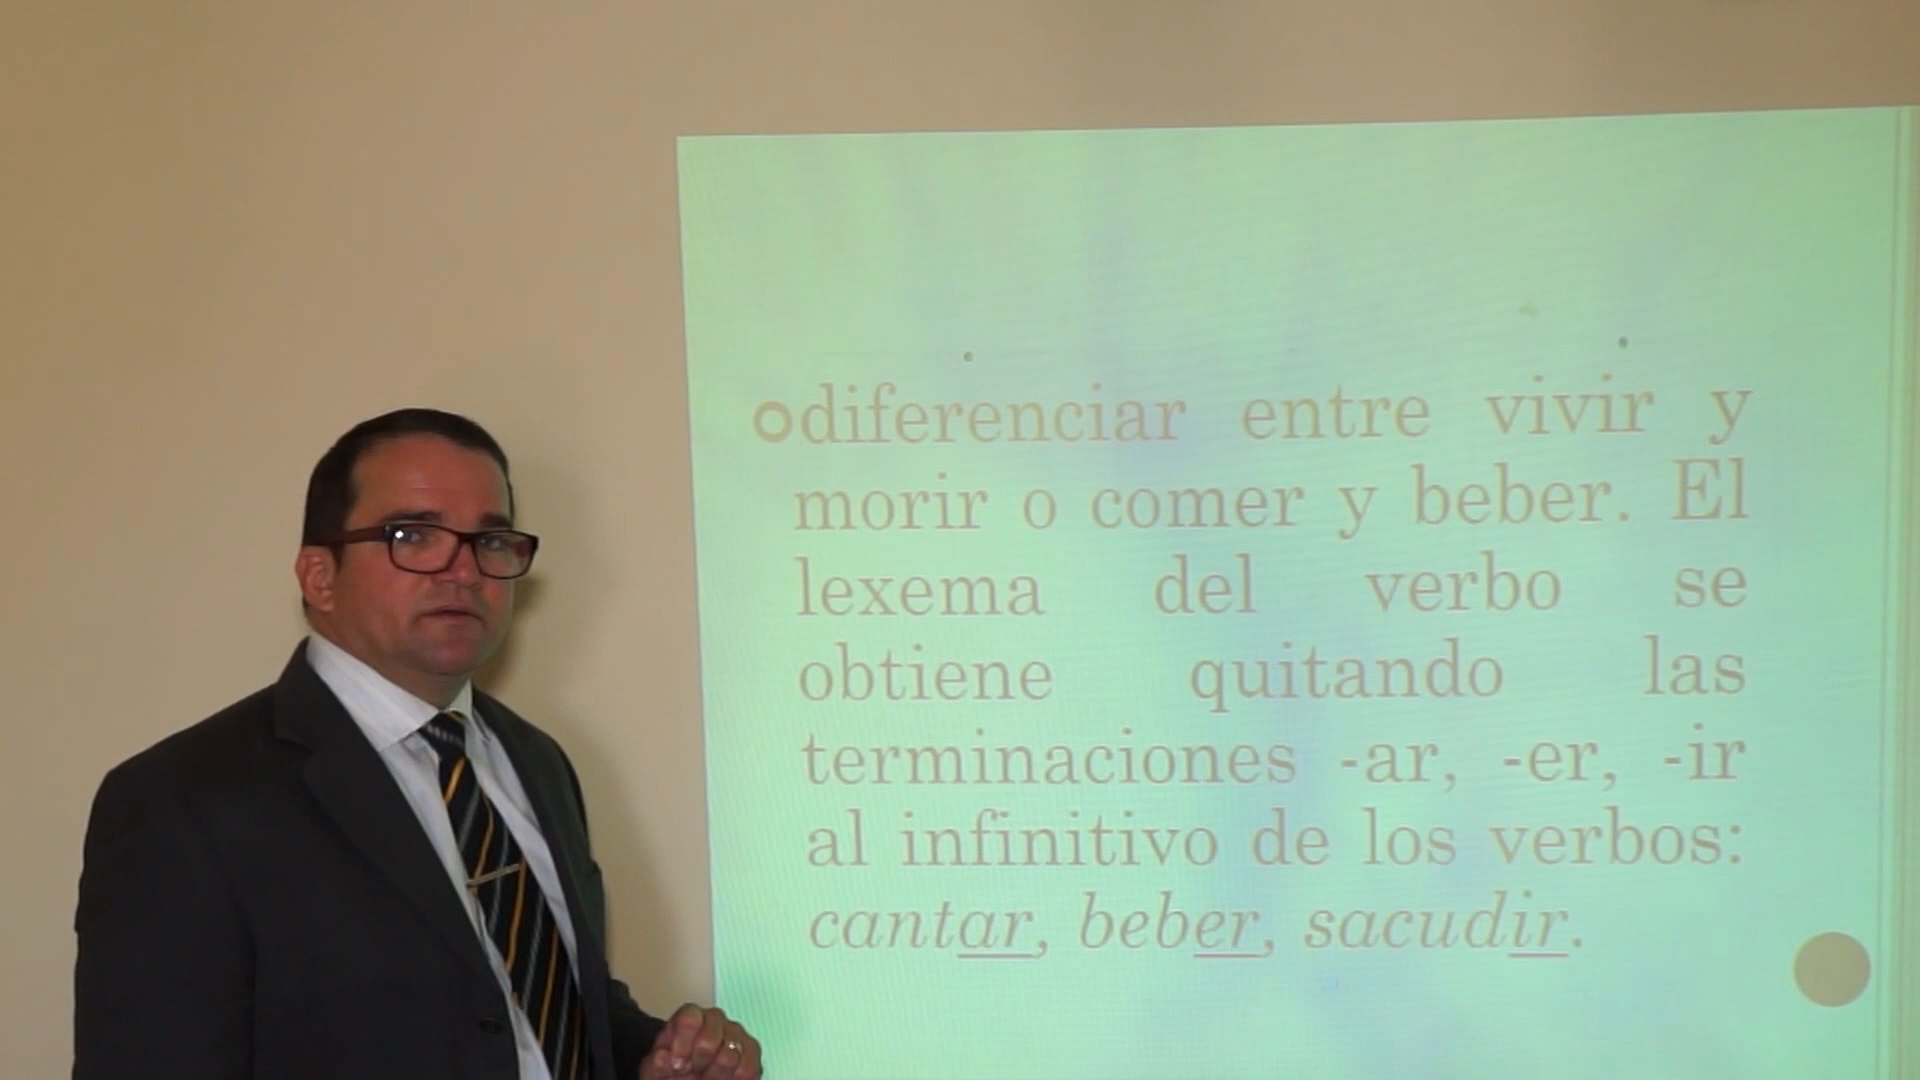 diferenciar entre vivir y
morir o comer y beber. El
lexema del verbo se
obtiene quitando las
terminaciones -ar, -er, -ir
al infinitivo de los verbos:
cantar, beber, sacudir.